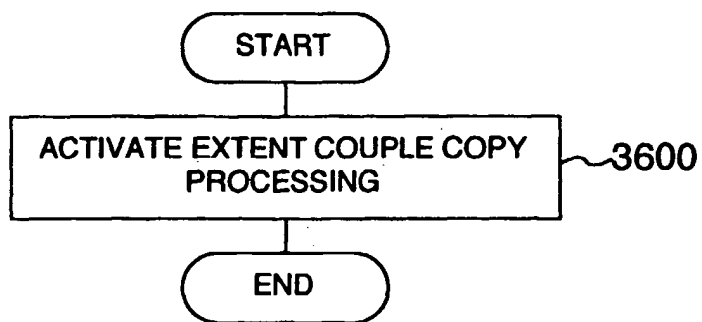 START
ACTIVATE EXTENT COUPLE COPY
PROCESSING
3600
END